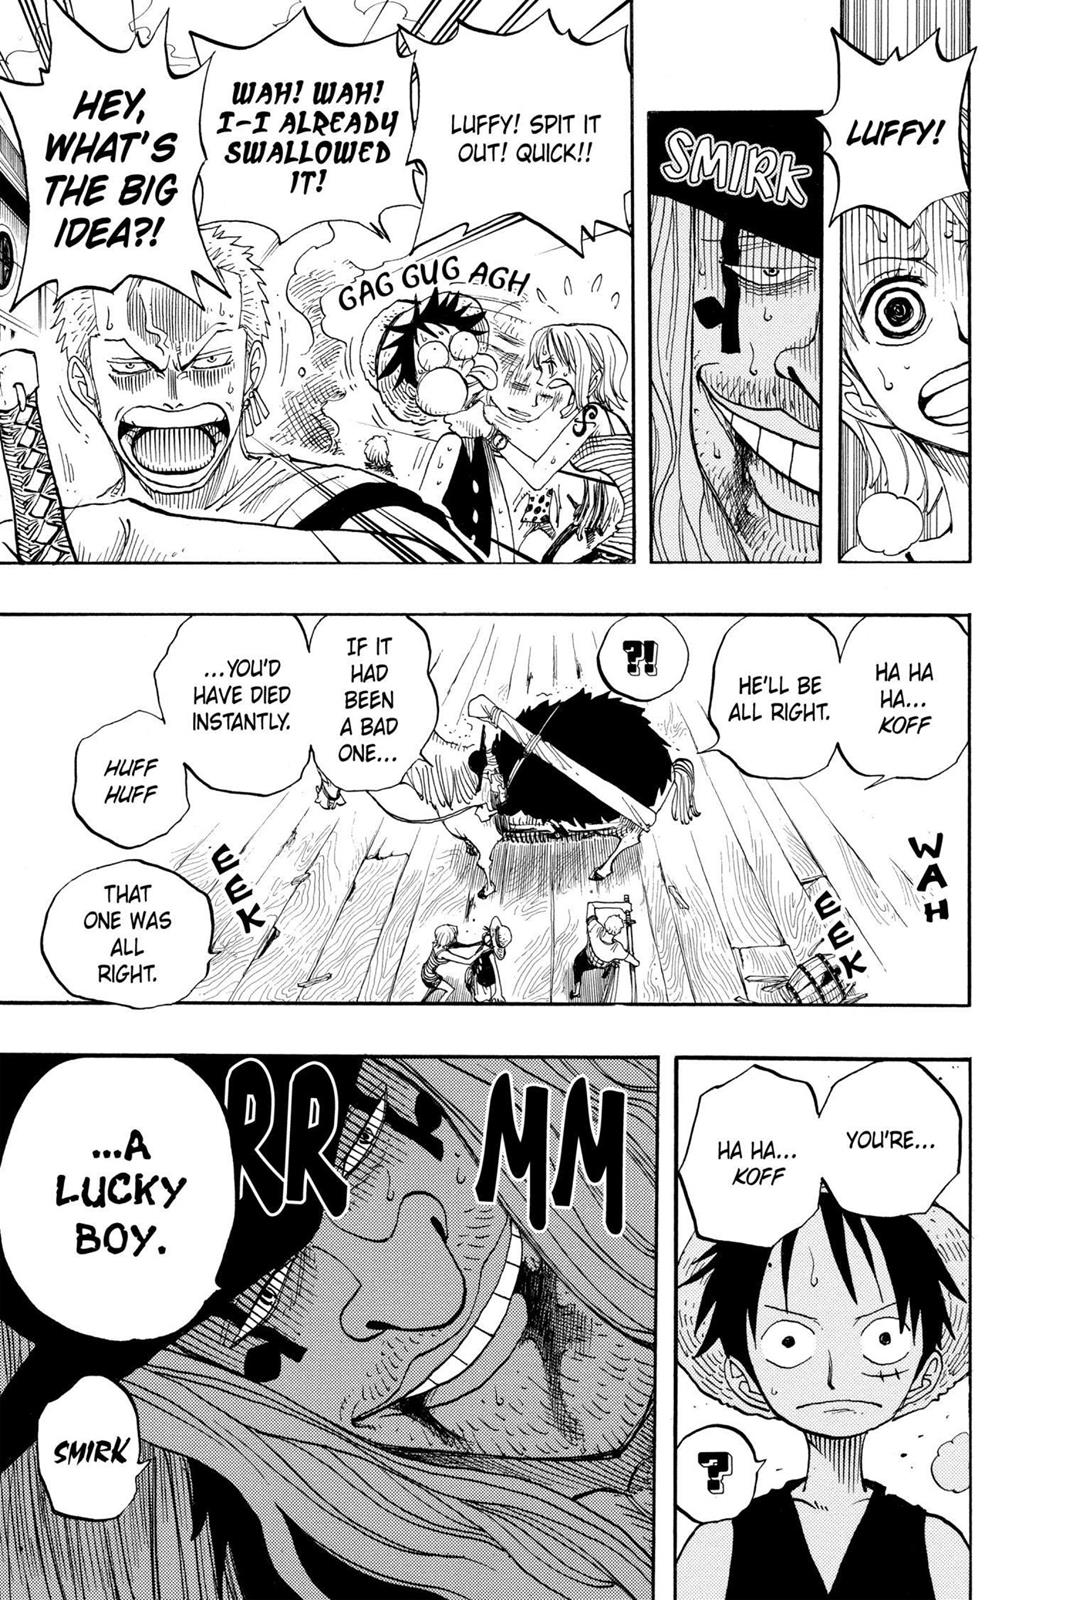 LUFFY!
SMIRK
LUFFY! SPIT IT
OUT! QUICK!!
WAH! WAH!
I-I ALREADY
SWALLOWED
IT!
HEY,
WHAT'S
THE BIG
IDEA?!
GAG GUG AGH
HA HA
HA...
KOFF
HE'LL BE
ALL RIGHT.
?!
IF IT
HAD
BEEN
A BAD
ONE...
...YOU'D
HAVE DIED
INSTANTLY.
HUFF
HUFF
THAT
ONE WAS
ALL
RIGHT.
WAH
EEK
EEK
YOU'RE...
HA HA...
KOFF
?
RR
MM
...A
LUCKY
BOY.
SMIRK